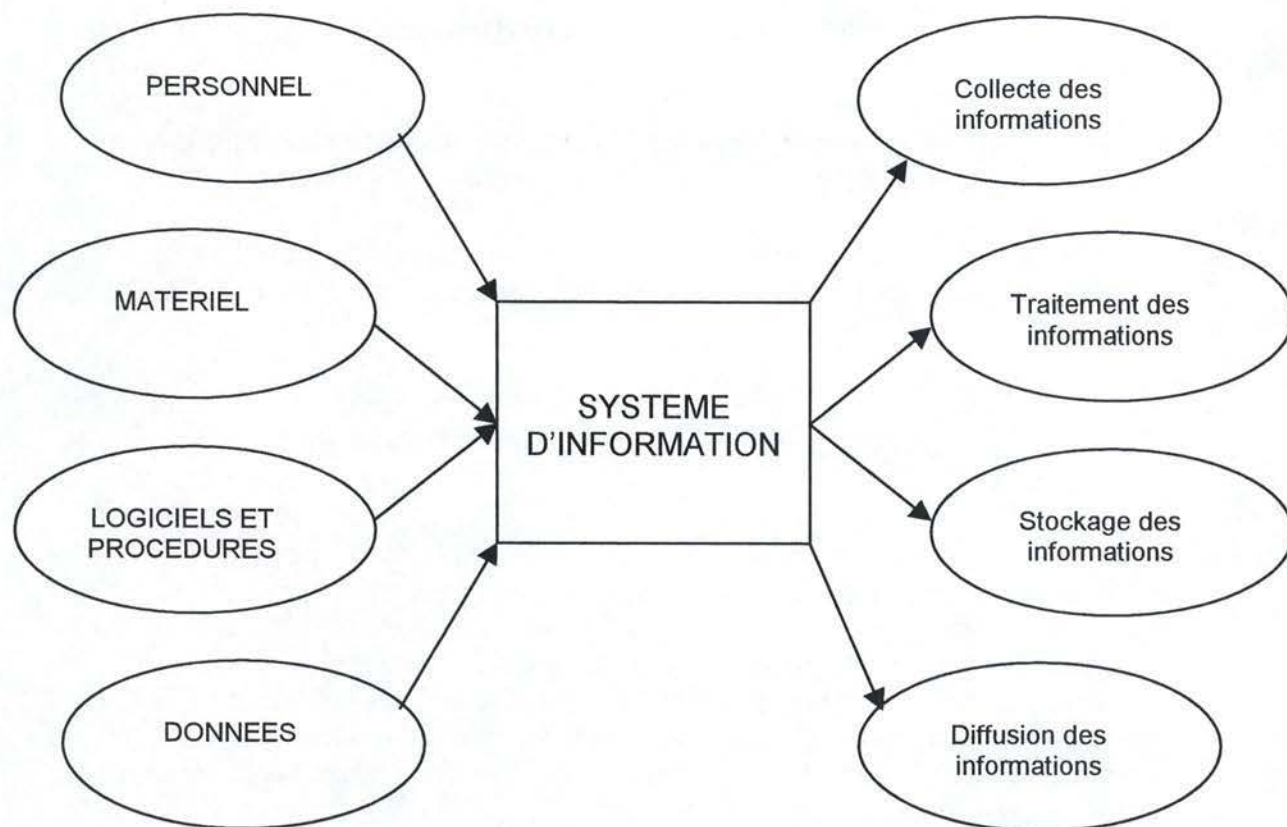 PERSONNEL
MATERIEL
LOGICIELS ET
PROCEDURES
DONNEES
SYSTEME
D'INFORMATION
Collecte des
informations
Traitement des
informations
Stockage des
informations
Diffusion des
informations